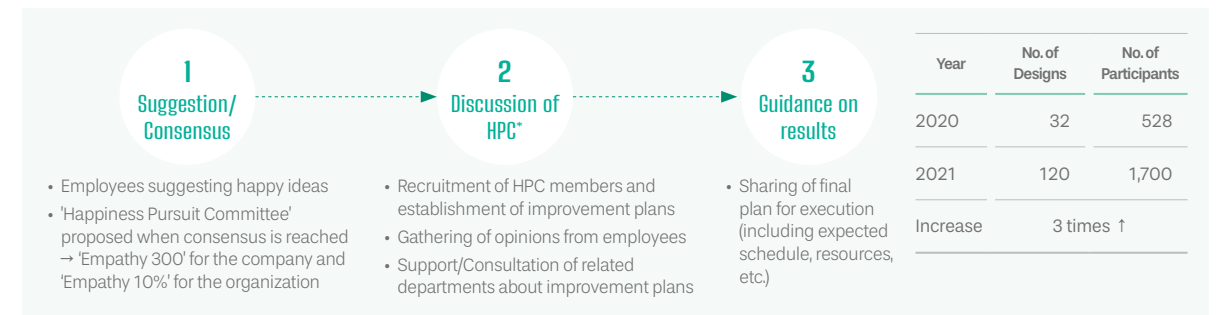 1
Suggestion/
Consensus
• Employees suggesting happy ideas
• 'Happiness Pursuit Committee'
proposed when consensus is reached
→ 'Empathy 300' for the company and
'Empathy 10%' for the organization
2
Discussion of
HPC*
• Recruitment of HPC members and
establishment of improvement plans
• Gathering of opinions from employees
• Support/Consultation of related
departments about improvement plans
3
Guidance on
results
• Sharing of final
plan for execution
(including expected
schedule, resources,
etc.)
Year No. of Designs No. of Participants
2020 32 528
2021 120 1,700
Increase 3 times ↑